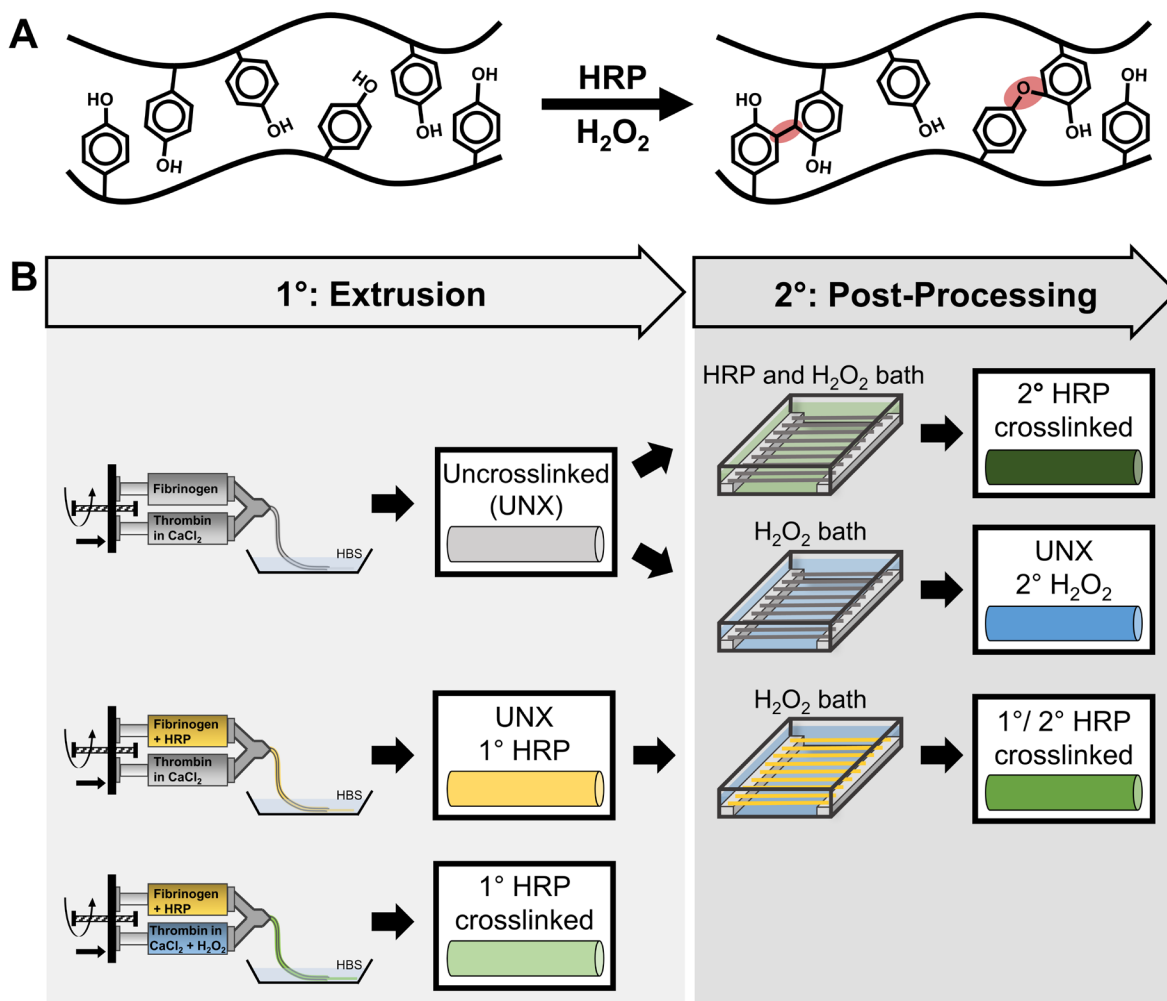 A
HO
OH
OH
HO
OH
OH
HRP
H₂O₂
HO
OH
OH
O
OH
OH
B
1°: Extrusion
2°: Post-Processing
Fibrinogen
Thrombin
in CaCl₂
HBS
Uncrosslinked
(UNX)
HRP and H₂O₂ bath
2° HRP
crosslinked
H₂O₂ bath
UNX
2° H₂O₂
Fibrinogen
+ HRP
Thrombin
in CaCl₂
HBS
UNX
1° HRP
H₂O₂ bath
1°/ 2° HRP
crosslinked
Fibrinogen
+ HRP
Thrombin in
CaCl₂ + H₂O₂
HBS
1° HRP
crosslinked